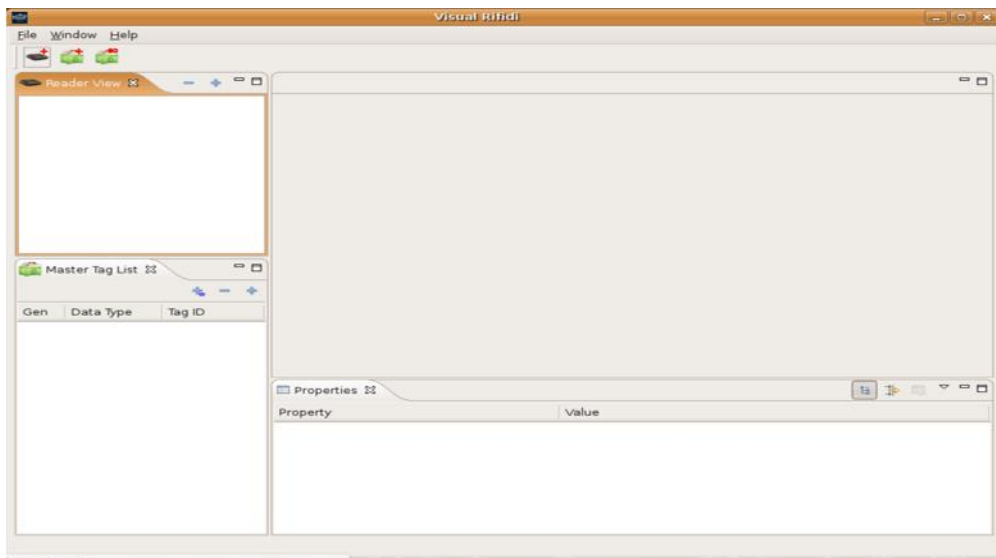 Visual Rifidi
File Window Help
Reader View
Master Tag List
Gen Data Type Tag ID
Properties
Property Value